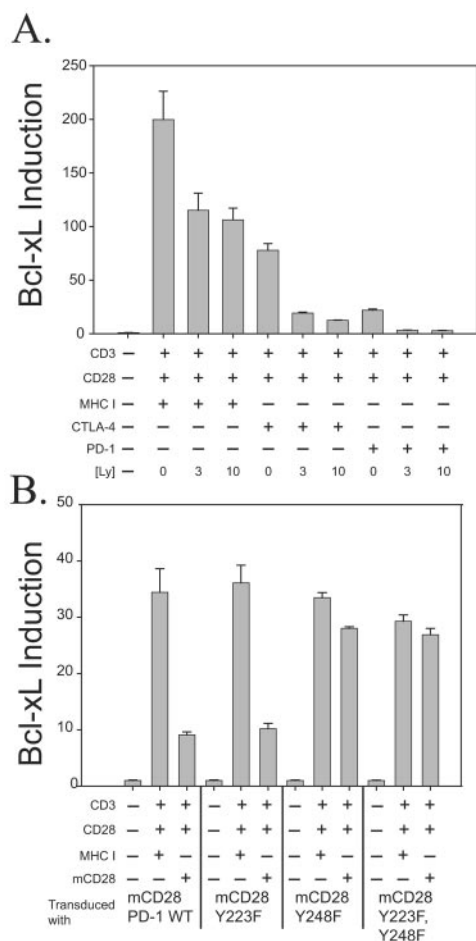 A.
Bcl-xL Induction
250
200
150
100
50
0
CD3 – + + + + + + + + +
CD28 – + + + + + + + + +
MHC I – + + + – – – – – –
CTLA-4 – – – – + + + – – –
PD-1 – – – – – – – + + +
[Ly] – 0 3 10 0 3 10 0 3 10
B.
Bcl-xL Induction
50
40
30
20
10
0
CD3 – + + – + + – + + – + +
CD28 – + + – + + – + + – + +
MHC I – + – – + – – + – – + –
mCD28 – – + – – + – – + – – +
Transduced with
mCD28 PD-1 WT
mCD28 Y223F
mCD28 Y248F
mCD28 Y223F, Y248F